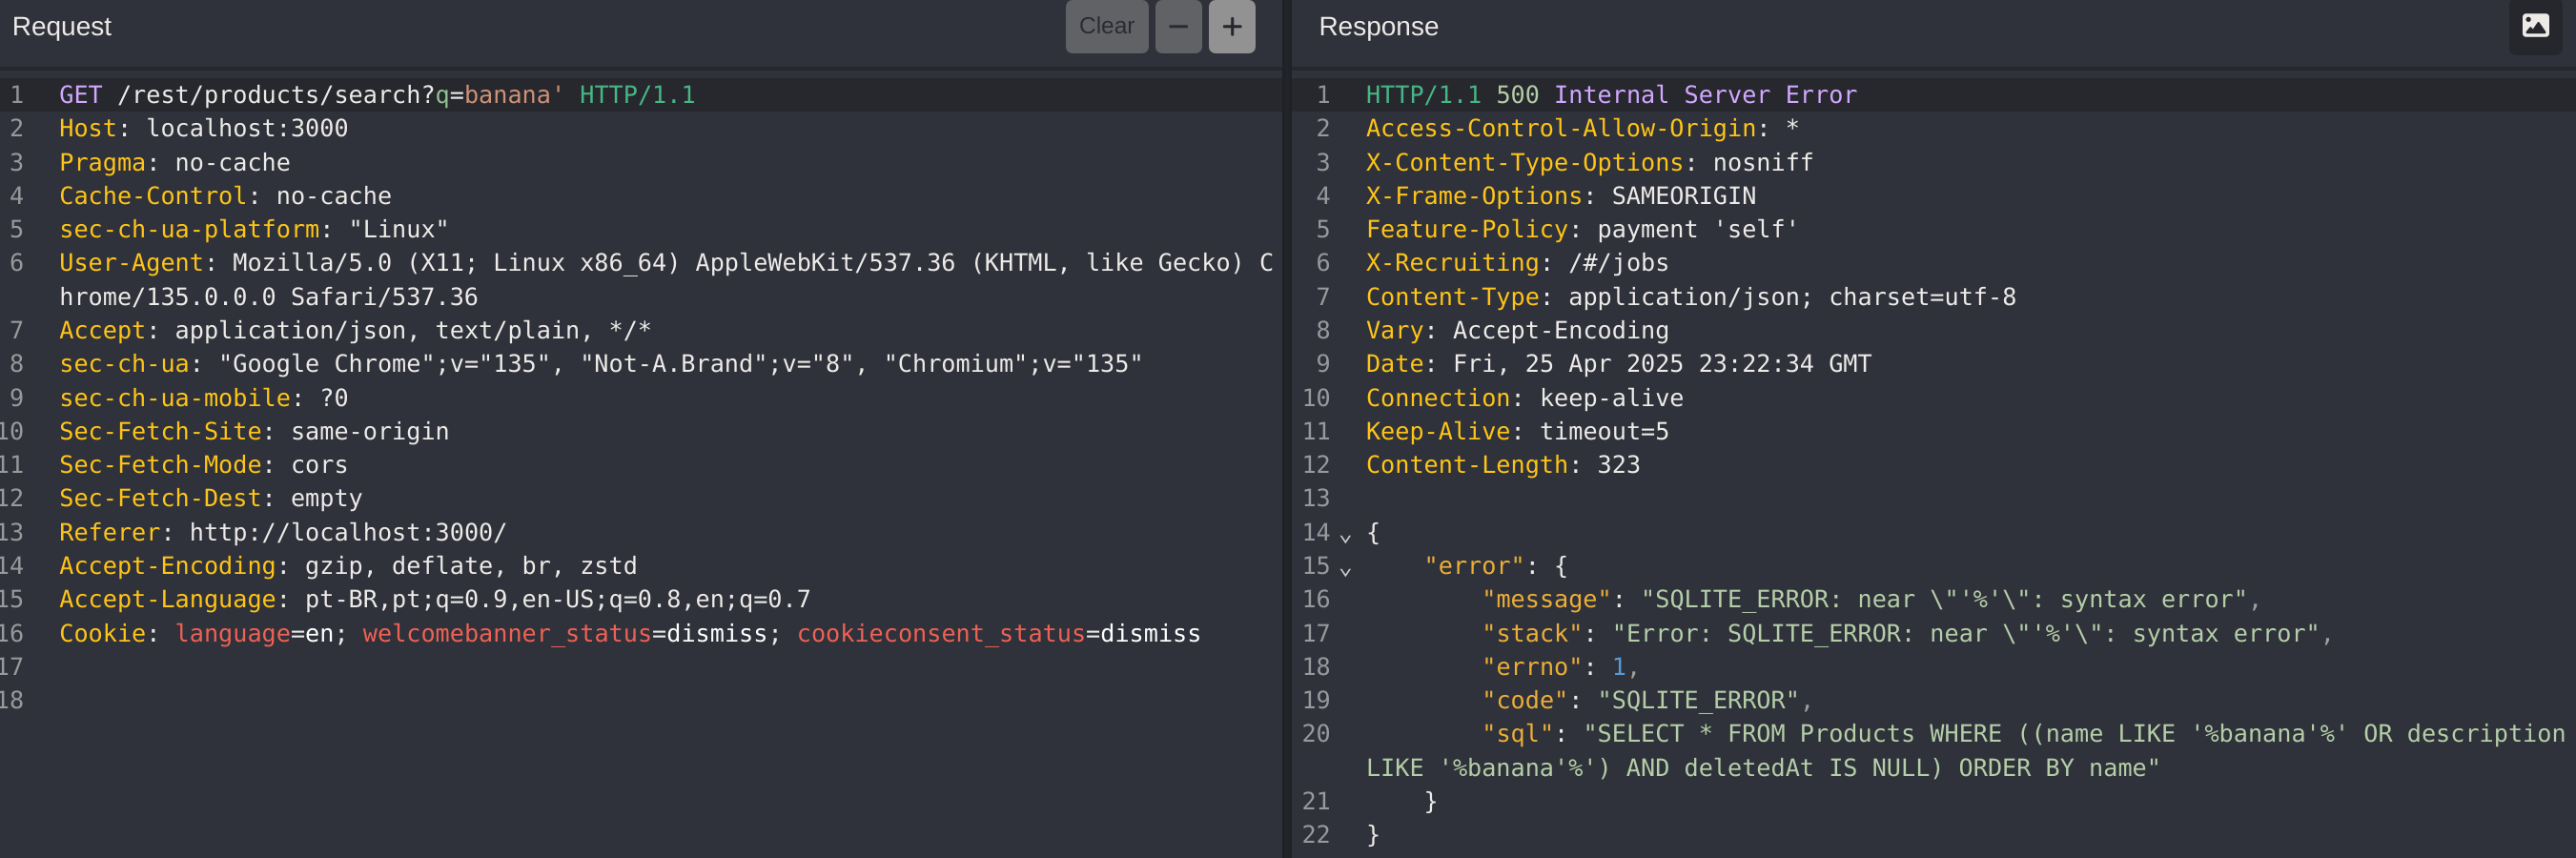 Request
Clear
1 GET /rest/products/search?q=banana' HTTP/1.1
2 Host: localhost:3000
3 Pragma: no-cache
4 Cache-Control: no-cache
5 sec-ch-ua-platform: "Linux"
6 User-Agent: Mozilla/5.0 (X11; Linux x86_64) AppleWebKit/537.36 (KHTML, like Gecko) C
hrome/135.0.0.0 Safari/537.36
7 Accept: application/json, text/plain, */*
8 sec-ch-ua: "Google Chrome";v="135", "Not-A.Brand";v="8", "Chromium";v="135"
9 sec-ch-ua-mobile: ?0
10 Sec-Fetch-Site: same-origin
11 Sec-Fetch-Mode: cors
12 Sec-Fetch-Dest: empty
13 Referer: http://localhost:3000/
14 Accept-Encoding: gzip, deflate, br, zstd
15 Accept-Language: pt-BR,pt;q=0.9,en-US;q=0.8,en;q=0.7
16 Cookie: language=en; welcomebanner_status=dismiss; cookieconsent_status=dismiss
17
18
Response
1 HTTP/1.1 500 Internal Server Error
2 Access-Control-Allow-Origin: *
3 X-Content-Type-Options: nosniff
4 X-Frame-Options: SAMEORIGIN
5 Feature-Policy: payment 'self'
6 X-Recruiting: /#/jobs
7 Content-Type: application/json; charset=utf-8
8 Vary: Accept-Encoding
9 Date: Fri, 25 Apr 2025 23:22:34 GMT
10 Connection: keep-alive
11 Keep-Alive: timeout=5
12 Content-Length: 323
13
14 {
15 "error": {
16 "message": "SQLITE_ERROR: near \"'%'\": syntax error",
17 "stack": "Error: SQLITE_ERROR: near \"'%'\": syntax error",
18 "errno": 1,
19 "code": "SQLITE_ERROR",
20 "sql": "SELECT * FROM Products WHERE ((name LIKE '%banana'%' OR description
LIKE '%banana'%') AND deletedAt IS NULL) ORDER BY name"
21 }
22 }